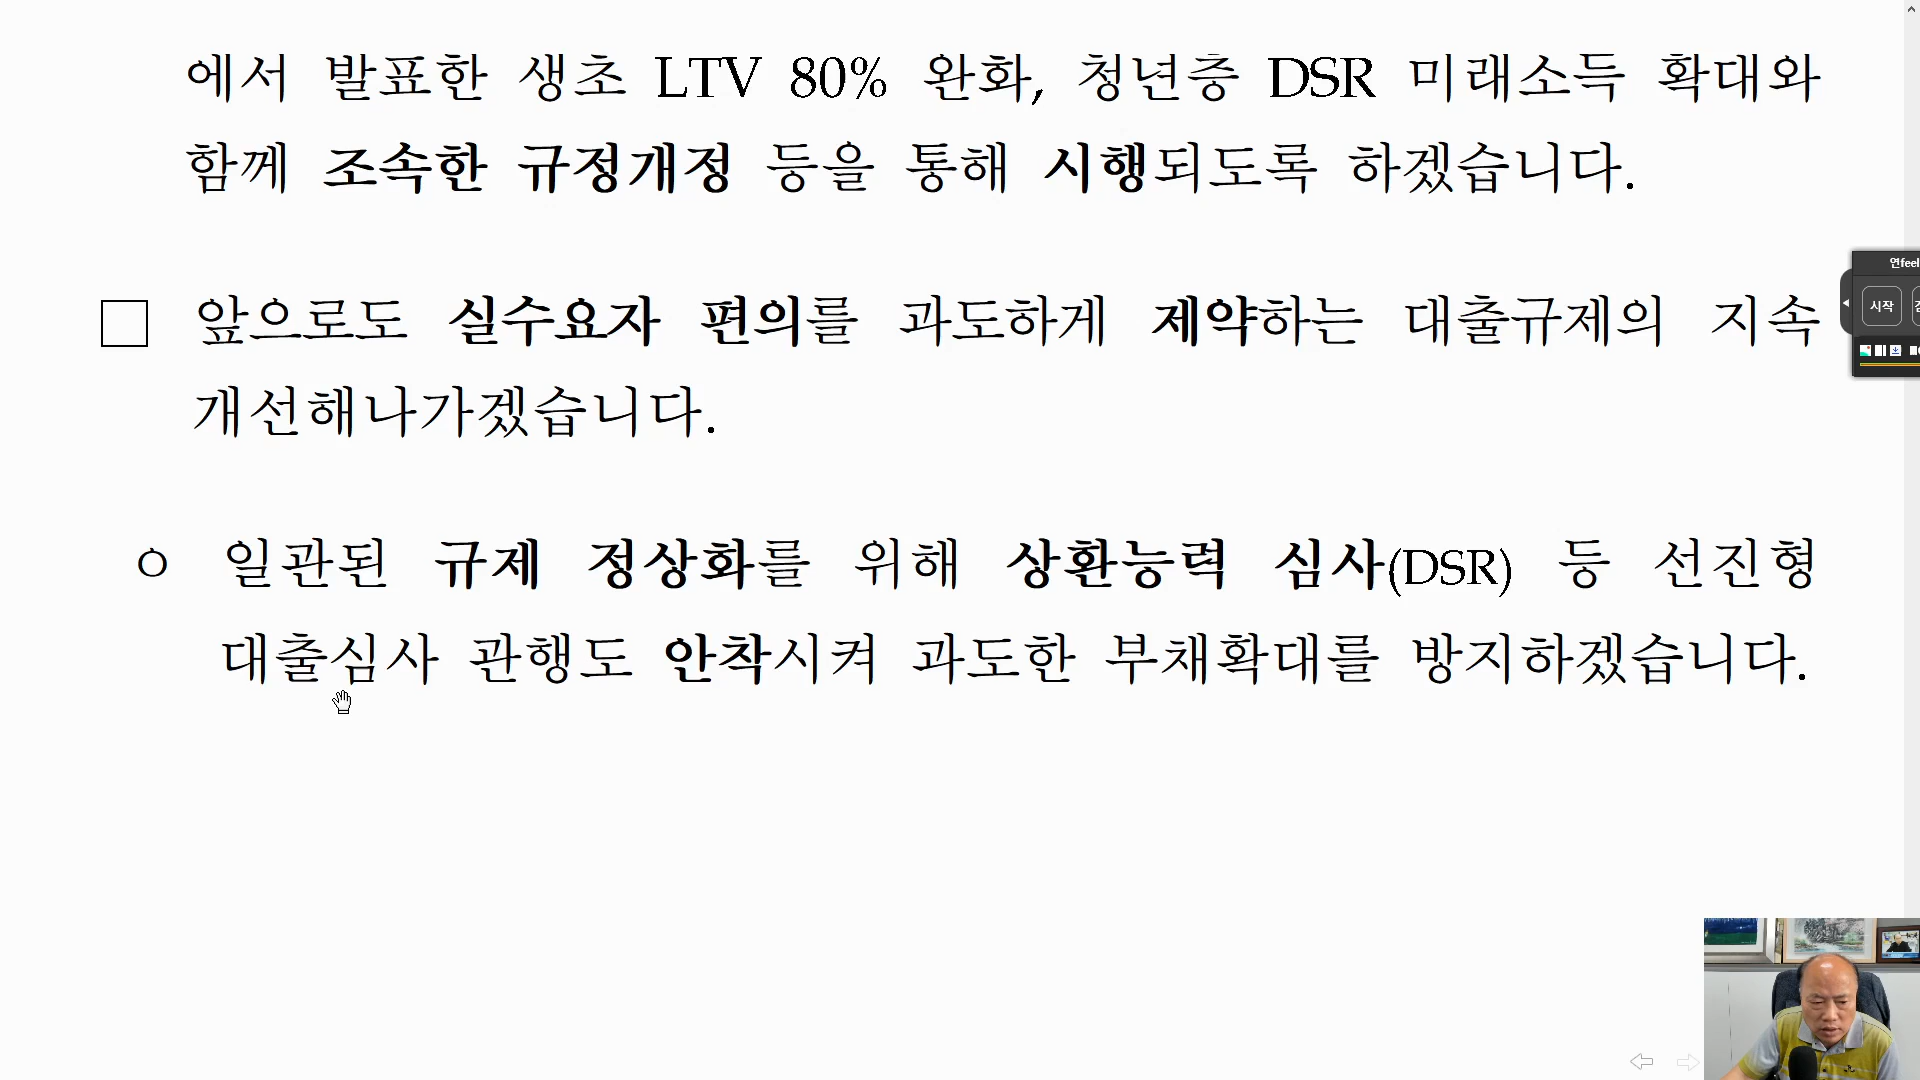 에서 발표한 생초 LTV 80% 완화, 청년층 DSR 미래소득 확대와
함께 조속한 규정개정 등을 통해 시행되도록 하겠습니다.
□ 앞으로도 실수요자 편의를 과도하게 제약하는 대출규제의 지속
개선해나가겠습니다.
ㅇ 일관된 규제 정상화를 위해 상환능력 심사(DSR) 등 선진형
대출심사 관행도 안착시켜 과도한 부채확대를 방지하겠습니다.
연feel
시작